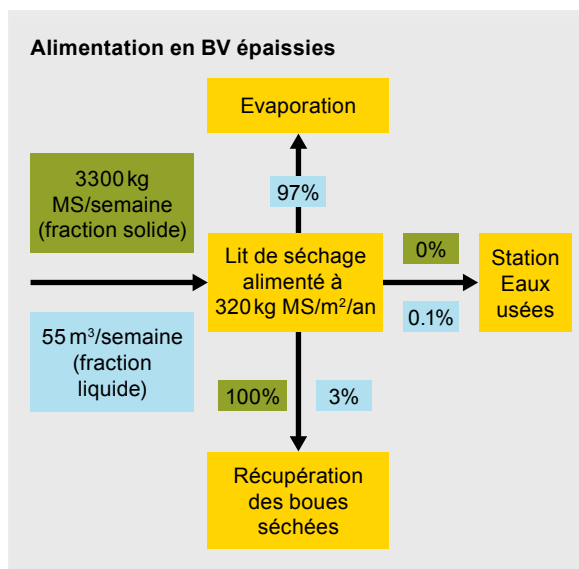 Alimentation en BV épaissies
Evaporation
3300 kg
MS/semaine
(fraction solide)
97%
Lit de séchage
alimenté à
320 kg MS/m²/an
0%
Station
Eaux
usées
0.1%
55 m³/semaine
(fraction
liquide)
100%
3%
Récupération
des boues
séchées